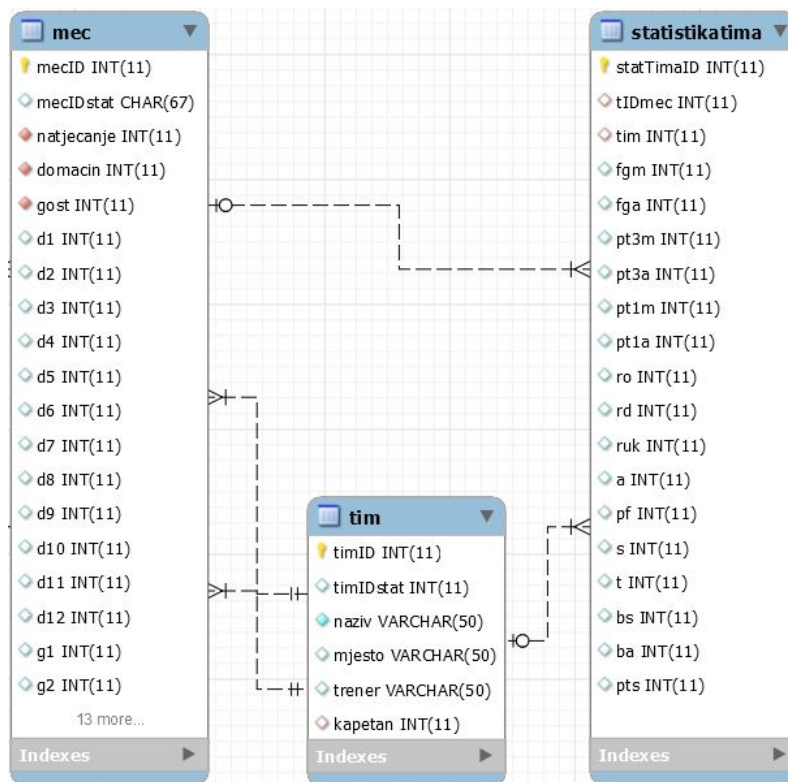 mec
mecID INT(11)
mecIDstat CHAR(67)
natjecanje INT(11)
domacin INT(11)
gost INT(11)
d1 INT(11)
d2 INT(11)
d3 INT(11)
d4 INT(11)
d5 INT(11)
d6 INT(11)
d7 INT(11)
d8 INT(11)
d9 INT(11)
d10 INT(11)
d11 INT(11)
d12 INT(11)
g1 INT(11)
g2 INT(11)
13 more...
Indexes
tim
timID INT(11)
timIDstat INT(11)
naziv VARCHAR(50)
mjesto VARCHAR(50)
trener VARCHAR(50)
kapetan INT(11)
Indexes
statistikatima
statTimaID INT(11)
tIDmec INT(11)
tim INT(11)
fgm INT(11)
fga INT(11)
pt3m INT(11)
pt3a INT(11)
pt1m INT(11)
pt1a INT(11)
ro INT(11)
rd INT(11)
ruk INT(11)
a INT(11)
pf INT(11)
s INT(11)
t INT(11)
bs INT(11)
ba INT(11)
pts INT(11)
Indexes